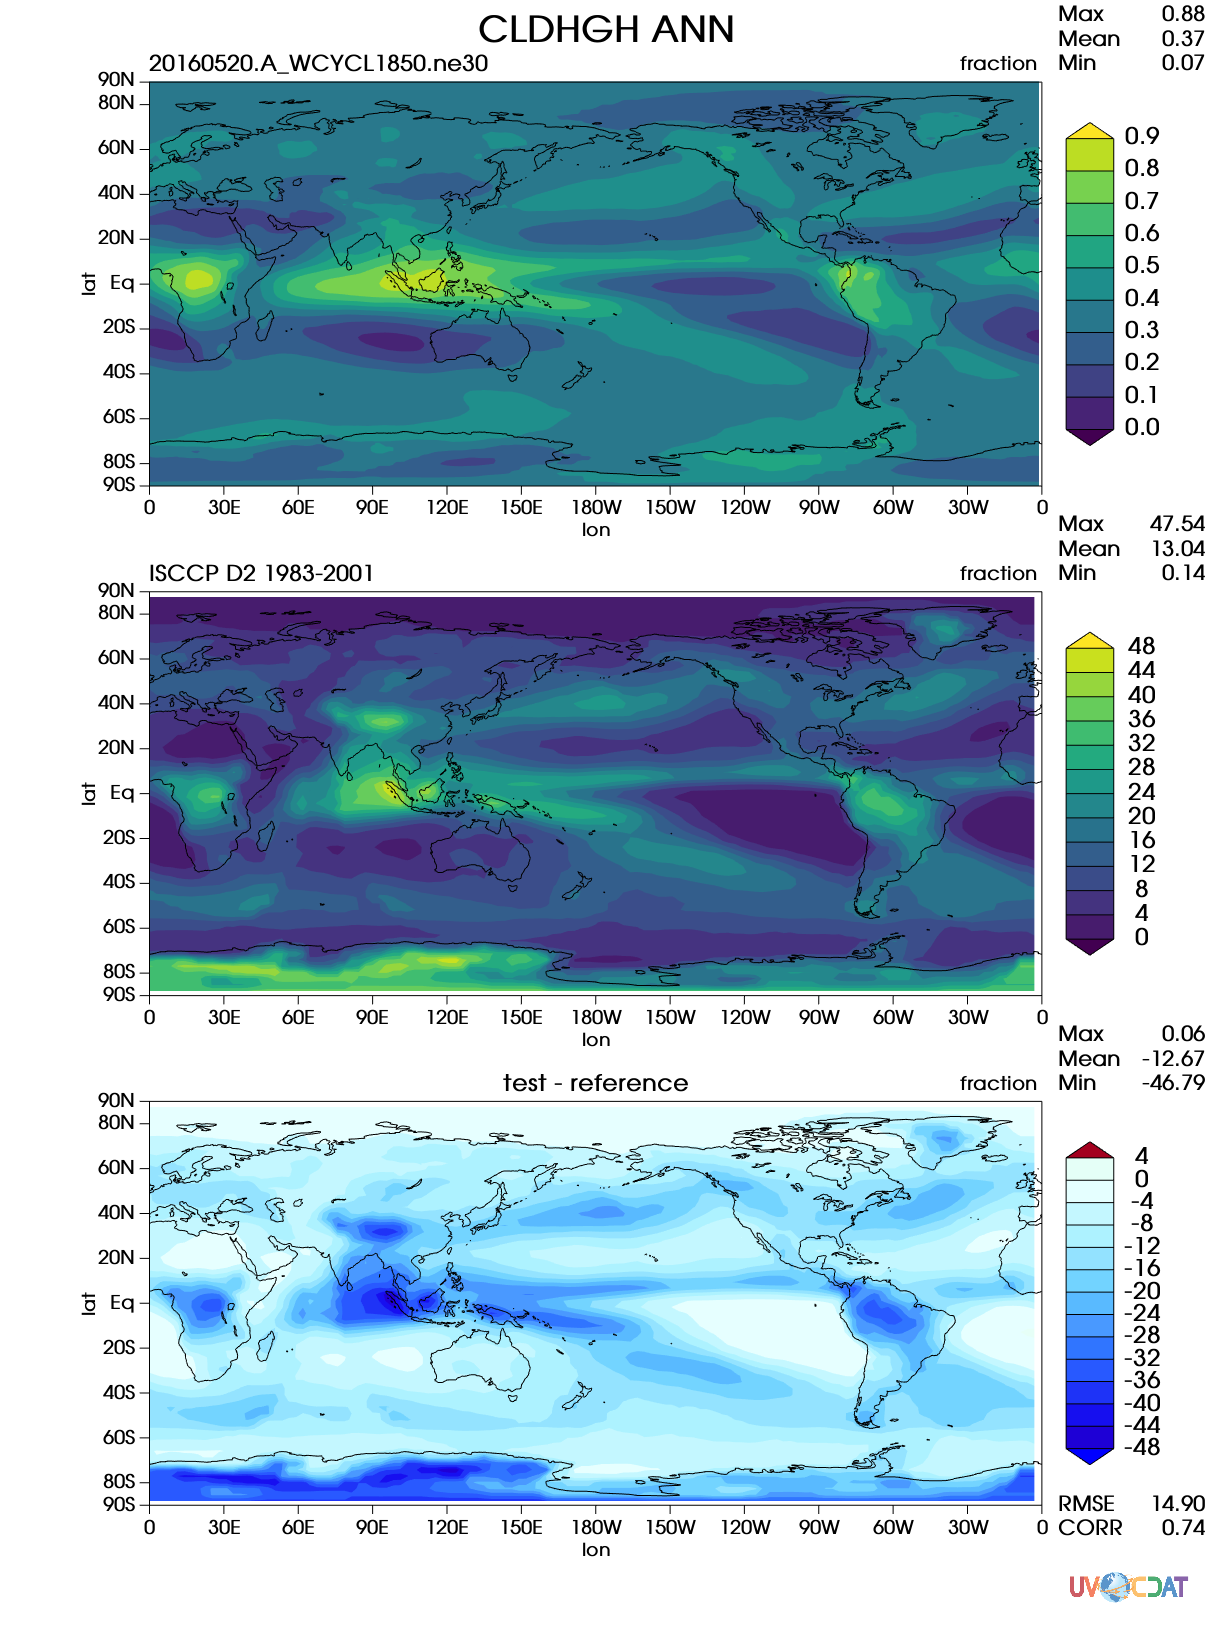 CLDHGH ANN
20160520.A_WCYCL1850.ne30
fraction
Max 0.88
Mean 0.37
Min 0.07
90N
80N
60N
40N
20N
Eq
20S
40S
60S
80S
90S
lat
0 30E 60E 90E 120E 150E 180W 150W 120W 90W 60W 30W 0
lon
0.9
0.8
0.7
0.6
0.5
0.4
0.3
0.2
0.1
0.0
ISCCP D2 1983-2001
fraction
Max 47.54
Mean 13.04
Min 0.14
90N
80N
60N
40N
20N
Eq
20S
40S
60S
80S
90S
lat
0 30E 60E 90E 120E 150E 180W 150W 120W 90W 60W 30W 0
lon
48
44
40
36
32
28
24
20
16
12
8
4
0
test - reference
fraction
Max 0.06
Mean -12.67
Min -46.79
90N
80N
60N
40N
20N
Eq
20S
40S
60S
80S
90S
lat
0 30E 60E 90E 120E 150E 180W 150W 120W 90W 60W 30W 0
lon
4
0
-4
-8
-12
-16
-20
-24
-28
-32
-36
-40
-44
-48
RMSE 14.90
CORR 0.74
UV CDAT